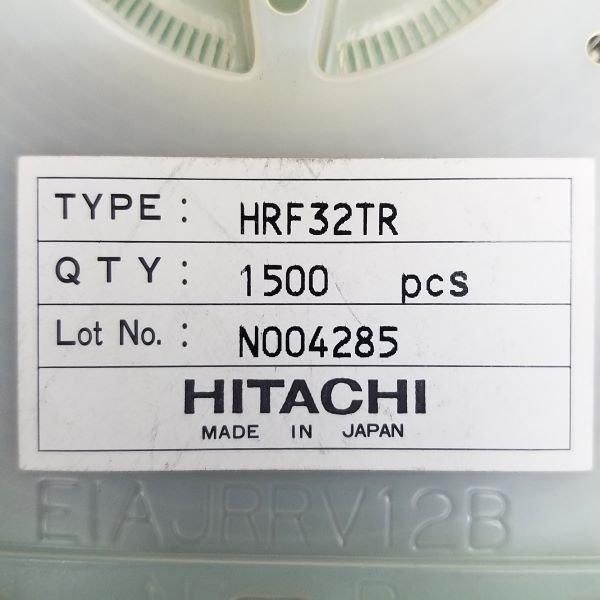 TYPE: HRF32TR
QTY: 1500 pcs
Lot No.: N004285
HITACHI
MADE IN JAPAN
EIAJRRV12B